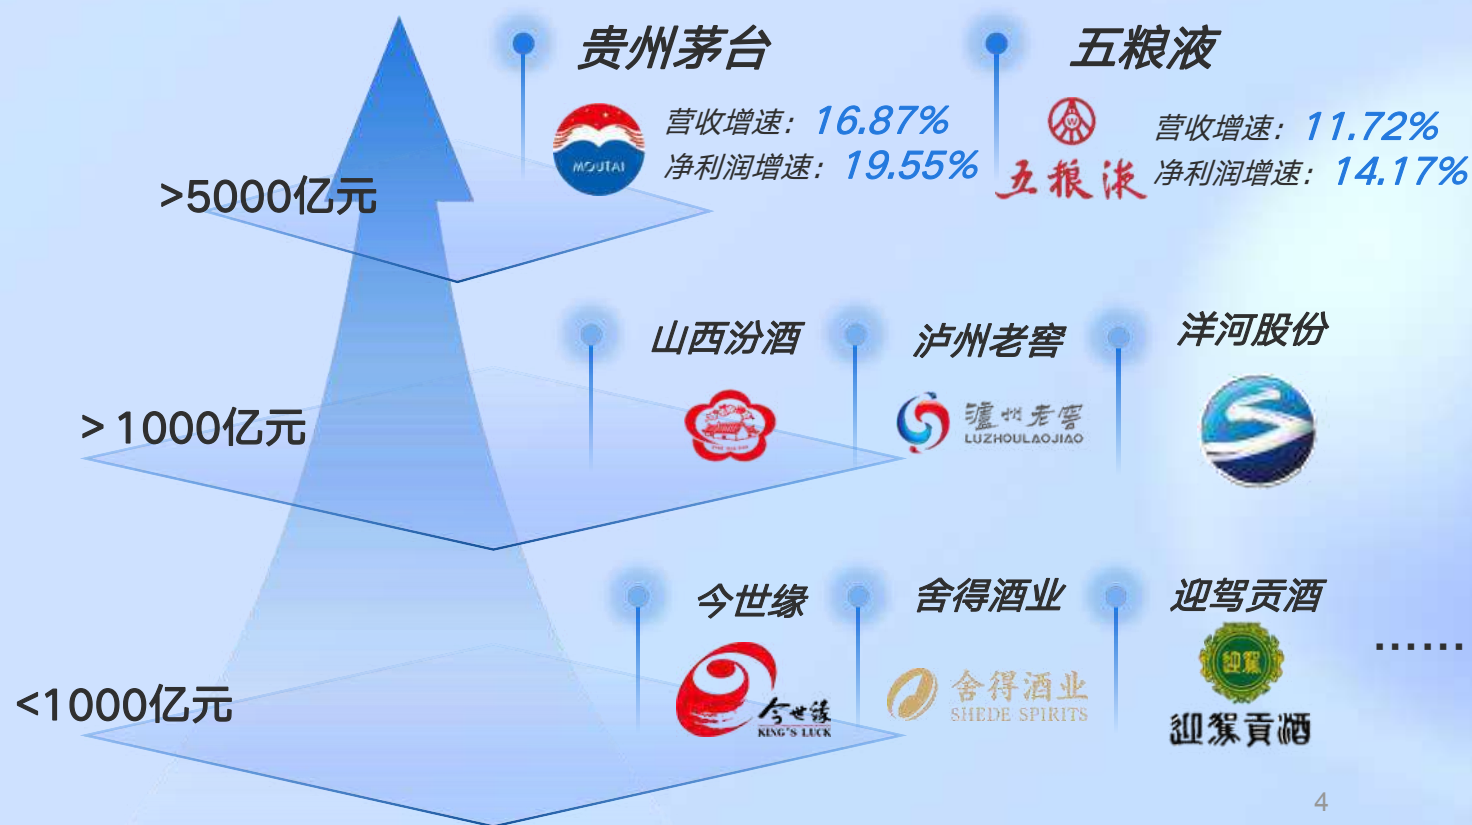 贵州茅台
五粮液
MOUTAI
营收增速：16.87%
净利润增速：19.55%
W
五粮液
营收增速：11.72%
净利润增速：14.17%
>5000亿元
山西汾酒
泸州老窖
洋河股份
瀘州老窖
LUZHOULAOJIAO
> 1000亿元
今世缘
舍得酒业
迎驾贡酒
今世缘
KING'S LUCK
舍得酒业
SHEDE SPIRITS
迎駕
迎駕貢酒
……
<1000亿元
4